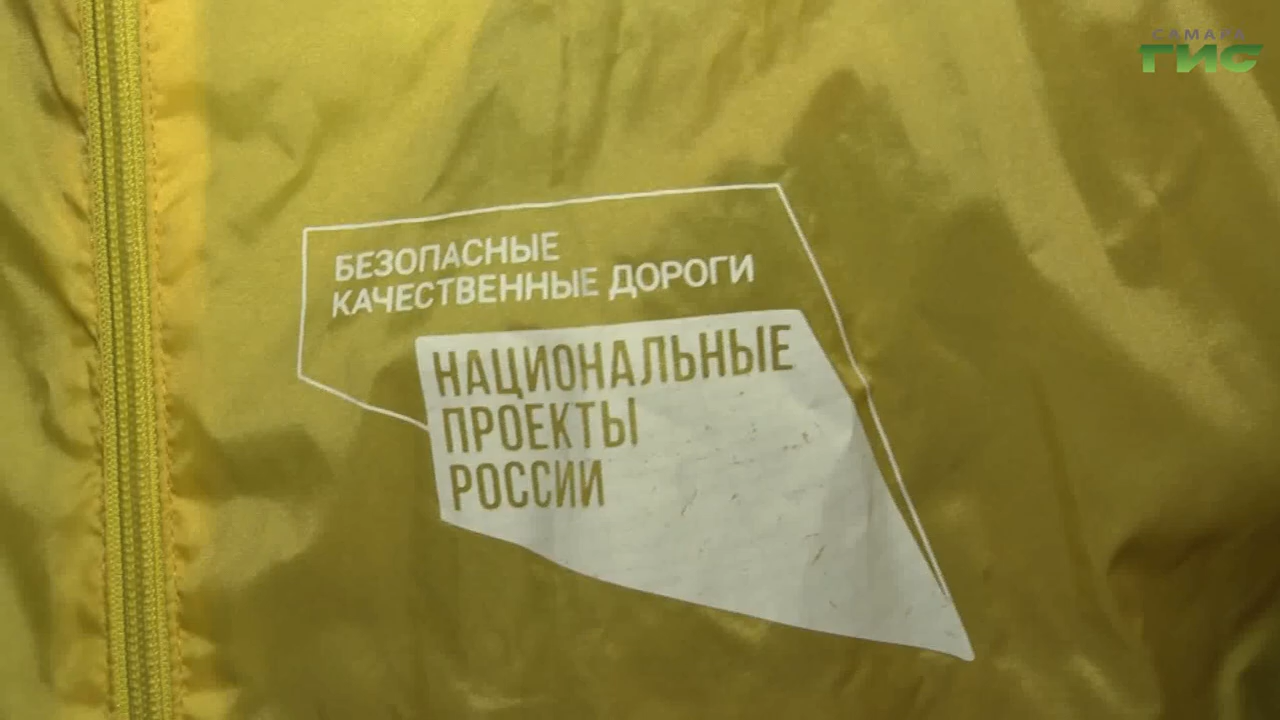 САМАРА
ГИС
БЕЗОПАСНЫЕ
КАЧЕСТВЕННЫЕ ДОРОГИ
НАЦИОНАЛЬНЫЕ
ПРОЕКТЫ
РОССИИ